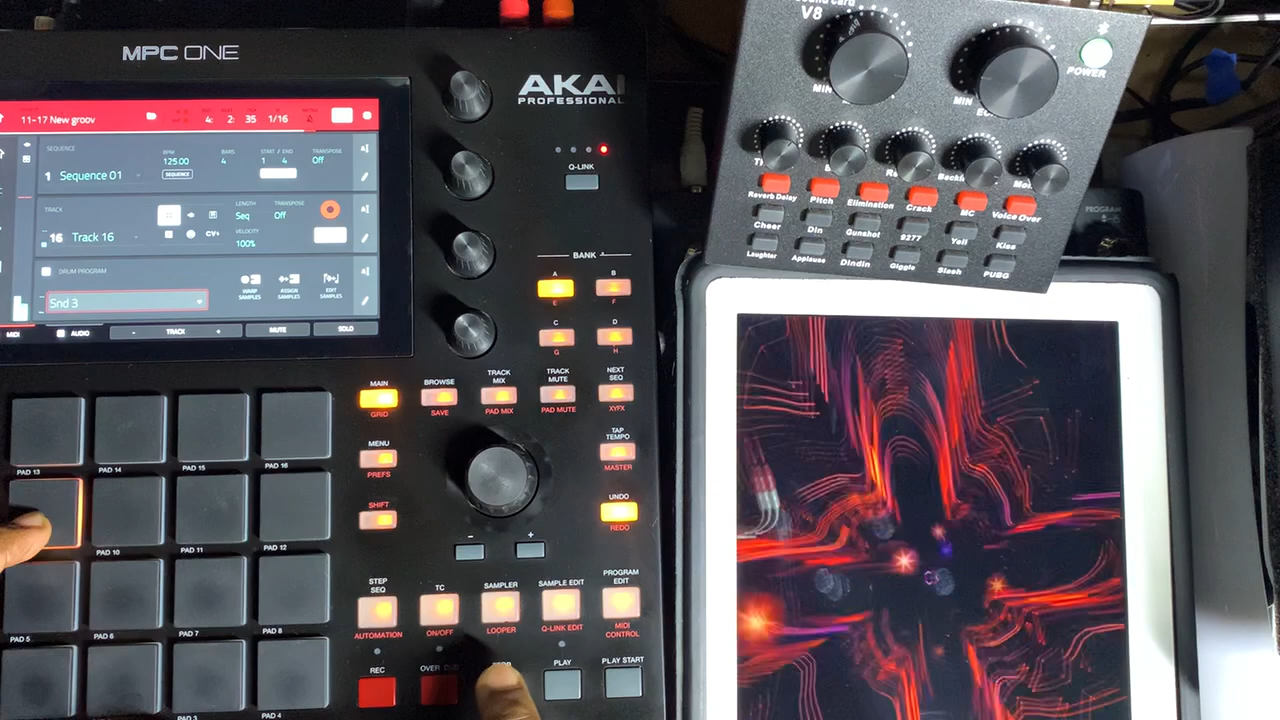 MPC ONE
AKAI
PROFESSIONAL
11-17 New groov
4: 2: 35 1/16
SEQUENCE
BPM
BARS
START / END
TRANSPOSE
1 Sequence 01
125.00
4
1 4
Off
SEQUENCE
TRACK
LENGTH
TRANSPOSE
Seq
Off
16 Track 16
CV
VELOCITY
100%
DRUM PROGRAM
Snd 3
WARP SAMPLES
ASSIGN SAMPLES
EDIT SAMPLES
MIDI
AUDIO
- TRACK +
MUTE
SOLO
Q-LINK
BANK
A
B
E
F
C
D
G
H
MAIN
GRID
BROWSE
SAVE
TRACK MIX
PAD MIX
TRACK MUTE
PAD MUTE
NEXT SEQ
XYFX
MENU
PREFS
SHIFT
TAP TEMPO
MASTER
UNDO
REDO
- +
STEP SEQ
AUTOMATION
TC
ON/OFF
SAMPLER
LOOPER
SAMPLE EDIT
Q-LINK EDIT
PROGRAM EDIT
MIDI CONTROL
REC
OVER
PLAY
PLAY START
PAD 13
PAD 14
PAD 15
PAD 16
PAD 10
PAD 11
PAD 12
PAD 5
PAD 6
PAD 7
PAD 8
PAD 3
PAD 4
V8
POWER
MIN
MIN
Reverb Delay
Pitch
Elimination
Crack
MC
Voice Over
Cheer
Din
Gunshot
9277
Yell
Kiss
Laughter
Applause
Dindin
Giggle
Slash
PUBG
PROGRAM